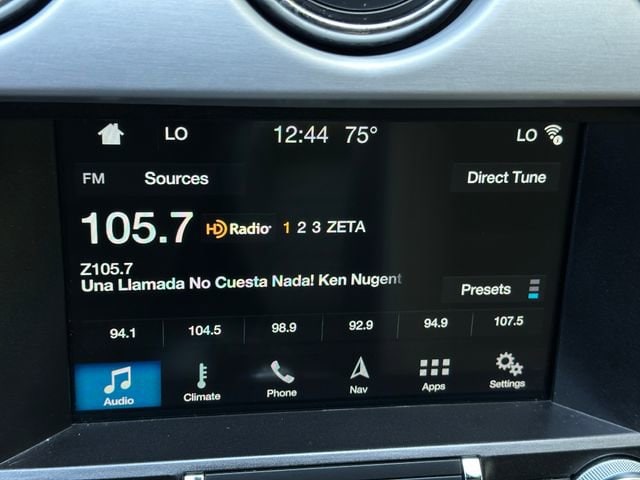 LO 12:44 75° LO
FM Sources Direct Tune
105.7 HD Radio 1 2 3 ZETA
Z105.7
Una Llamada No Cuesta Nada! Ken Nugent
Presets
94.1 104.5 98.9 92.9 94.9 107.5
Audio Climate Phone Nav Apps Settings